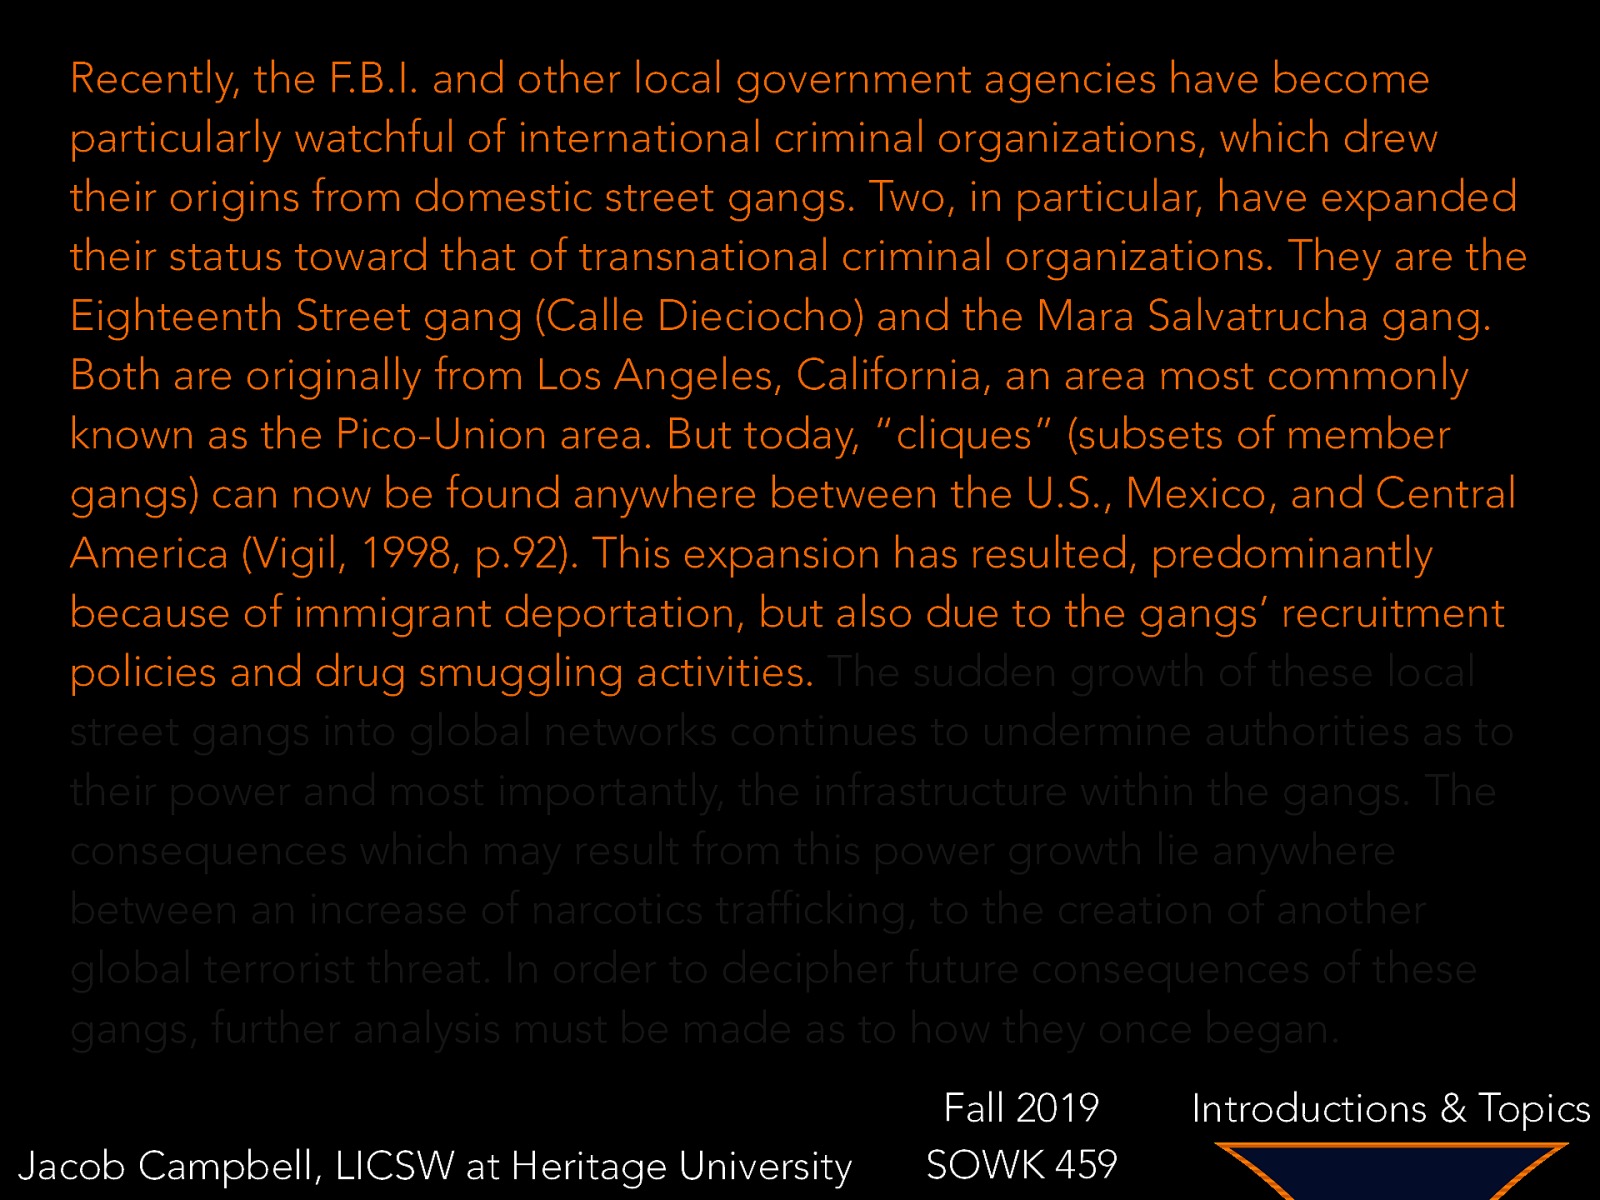 Recently, the F.B.I. and other local government agencies have become
particularly watchful of international criminal organizations, which drew
their origins from domestic street gangs. Two, in particular, have expanded
their status toward that of transnational criminal organizations. They are the
Eighteenth Street gang (Calle Dieciocho) and the Mara Salvatrucha gang.
Both are originally from Los Angeles, California, an area most commonly
known as the Pico-Union area. But today, “cliques” (subsets of member
gangs) can now be found anywhere between the U.S., Mexico, and Central
America (Vigil, 1998, p.92). This expansion has resulted, predominantly
because of immigrant deportation, but also due to the gangs’ recruitment
policies and drug smuggling activities. The sudden growth of these local
street gangs into global networks continues to undermine authorities as to
their power and most importantly, the infrastructure within the gangs. The
consequences which may result from this power growth lie anywhere
between an increase of narcotics trafficking, to the creation of another
global terrorist threat. In order to decipher future consequences of these
gangs, further analysis must be made as to how they once began.
Fall 2019
Introductions & Topics
Jacob Campbell, LICSW at Heritage University
SOWK 459